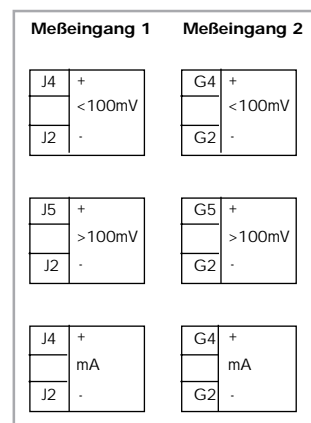 Meßeingang 1 Meßeingang 2
J4 + G4 +
<100mV <100mV
J2 - G2 -
J5 + G5 +
>100mV >100mV
J2 - G2 -
J4 + G4 +
mA mA
J2 - G2 -